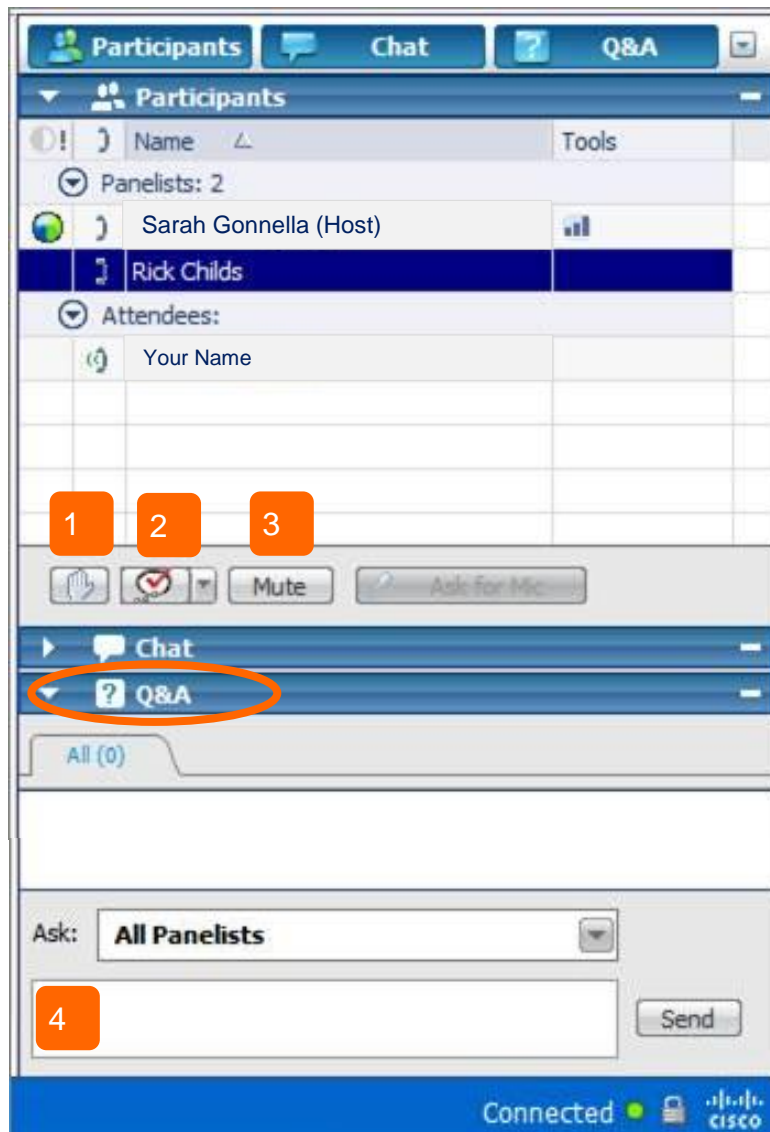 Participants Chat Q&A
Participants
! Name Tools
Panelists: 2
Sarah Gonnella (Host)
Rick Childs
Attendees:
Your Name
1 2 3
Mute Ask for Mic
Chat
? Q&A
All (0)
Ask: All Panelists
4
Send
Connected
CISCO